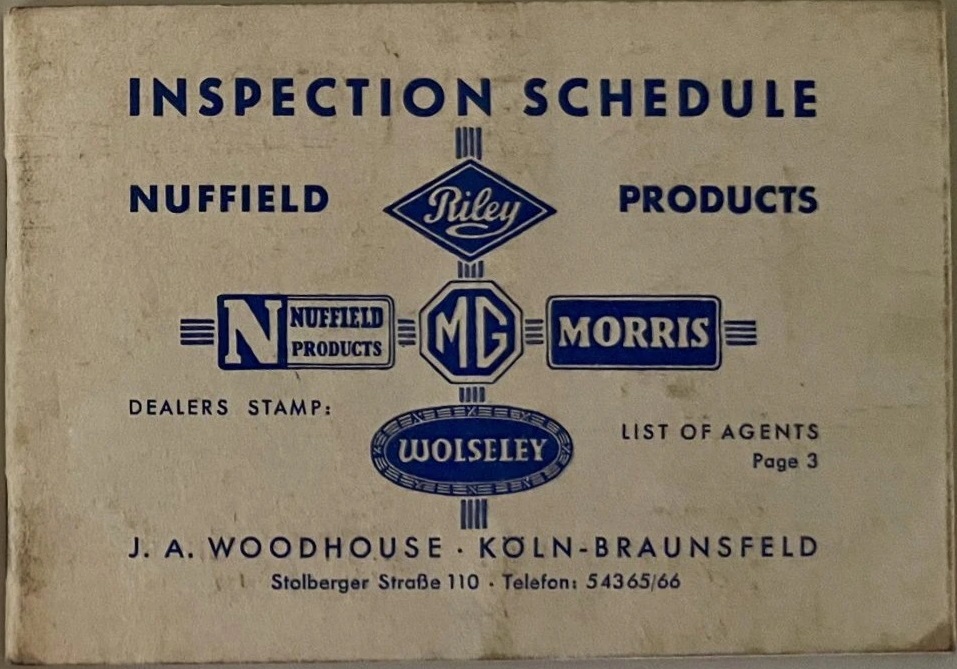 INSPECTION SCHEDULE
NUFFIELD Riley PRODUCTS
N NUFFIELD PRODUCTS MG MORRIS
DEALERS STAMP:
WOLSELEY
LIST OF AGENTS
Page 3
J. A. WOODHOUSE · KÖLN-BRAUNSFELD
Stolberger Straße 110 · Telefon: 54365/66